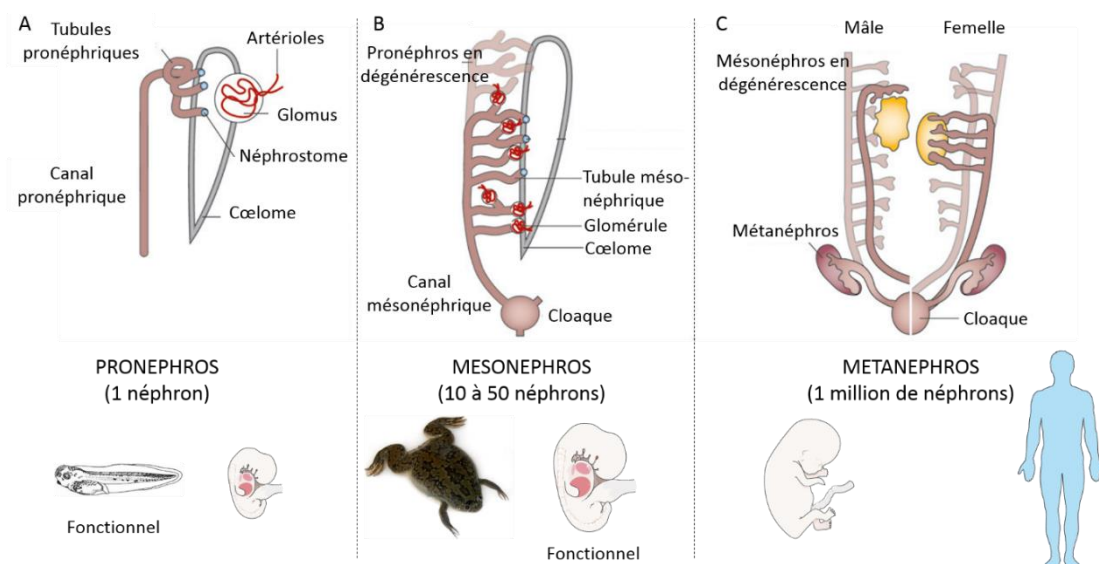 A
Tubules
pronéphriques
Artérioles
Glomus
Néphrostome
Canal
pronéphrique
Cœlome
PRONEPHROS
(1 néphron)
Fonctionnel
B
Pronéphros en
dégénérescence
Tubule méso-
néphrique
Glomérule
Cœlome
Canal
mésonéphrique
Cloaque
MESONEPHROS
(10 à 50 néphrons)
Fonctionnel
C
Mâle
Femelle
Mésonéphros en
dégénérescence
Métanéphros
Cloaque
METANEPHROS
(1 million de néphrons)